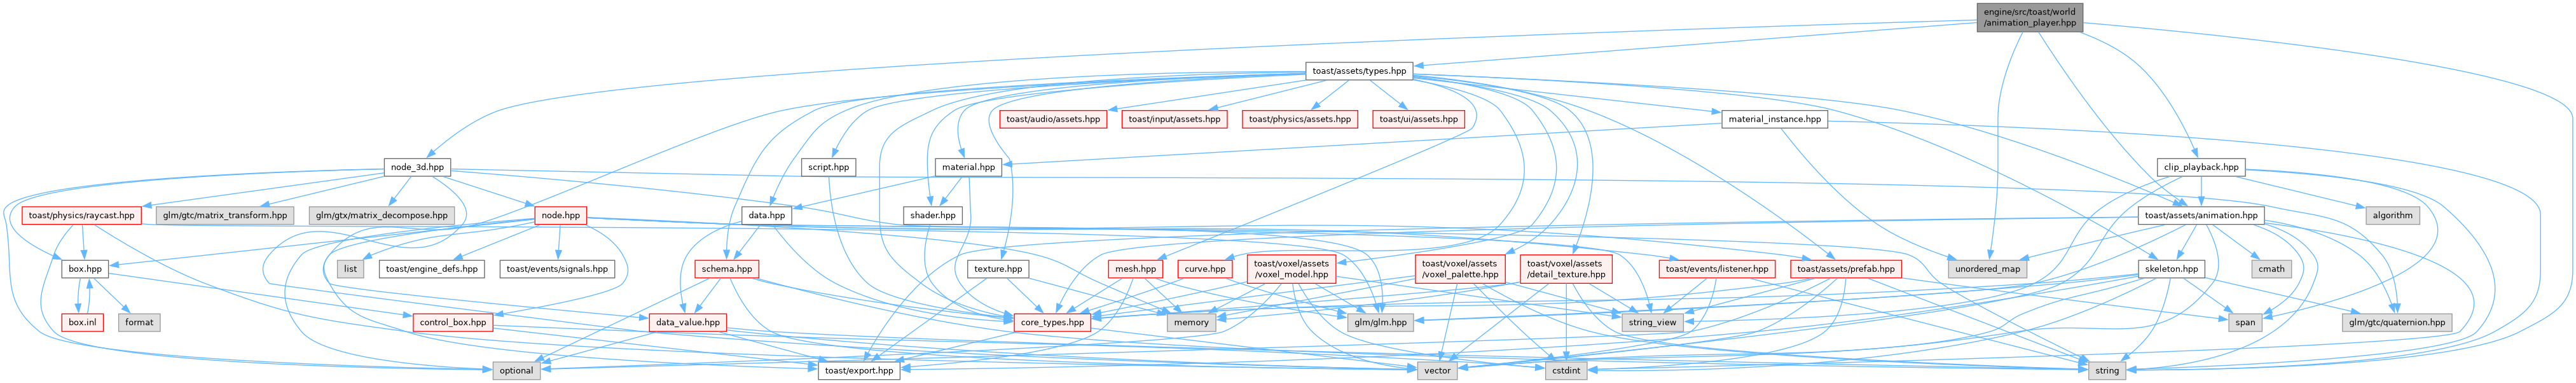 engine/src/toast/world
/animation_player.hpp
toast/assets/types.hpp
toast/audio/assets.hpp
toast/input/assets.hpp
toast/physics/assets.hpp
toast/ui/assets.hpp
material_instance.hpp
node_3d.hpp
script.hpp
material.hpp
clip_playback.hpp
toast/physics/raycast.hpp
glm/gtc/matrix_transform.hpp
glm/gtx/matrix_decompose.hpp
node.hpp
data.hpp
shader.hpp
toast/assets/animation.hpp
algorithm
box.hpp
list
toast/engine_defs.hpp
toast/events/signals.hpp
schema.hpp
texture.hpp
mesh.hpp
curve.hpp
toast/voxel/assets
/voxel_model.hpp
toast/voxel/assets
/voxel_palette.hpp
toast/voxel/assets
/detail_texture.hpp
toast/events/listener.hpp
toast/assets/prefab.hpp
unordered_map
skeleton.hpp
cmath
box.inl
format
control_box.hpp
data_value.hpp
core_types.hpp
memory
glm/glm.hpp
string_view
span
glm/gtc/quaternion.hpp
optional
toast/export.hpp
vector
cstdint
string